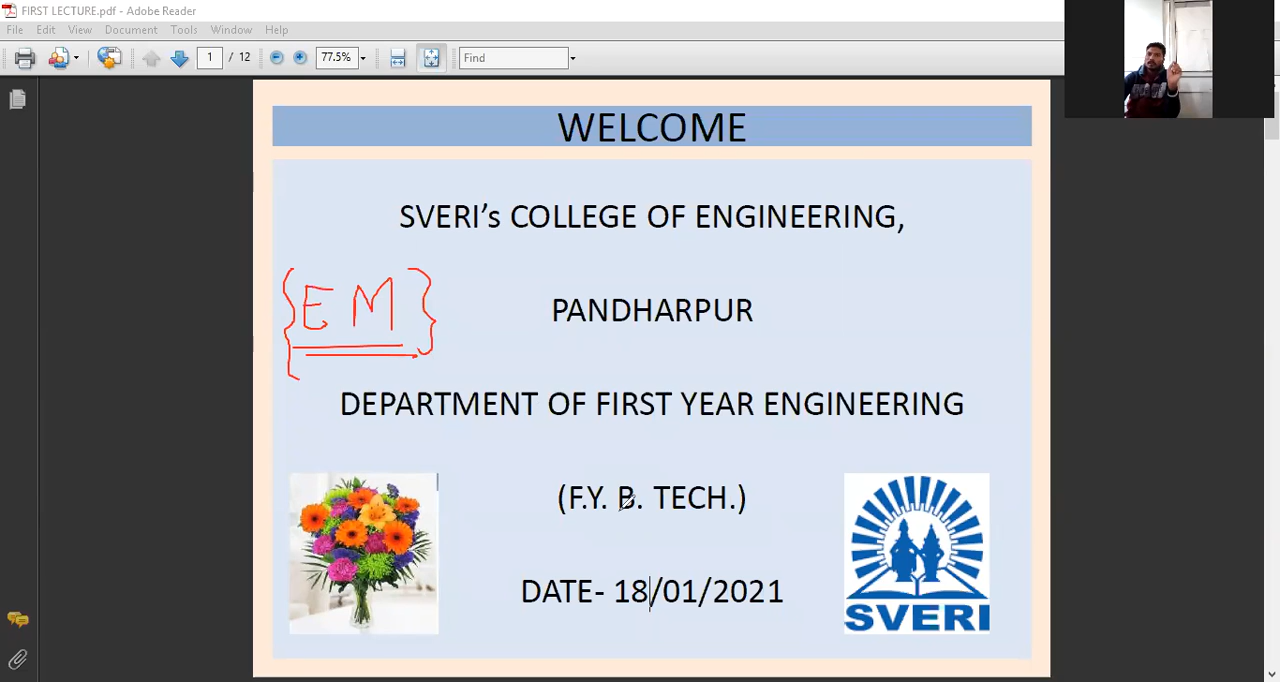 FIRST LECTURE.pdf - Adobe Reader
File Edit View Document Tools Window Help
1 / 12 77.5% Find
WELCOME
SVERI's COLLEGE OF ENGINEERING,
{EM}
PANDHARPUR
DEPARTMENT OF FIRST YEAR ENGINEERING
(F.Y. B. TECH.)
DATE- 18/01/2021
SVERI